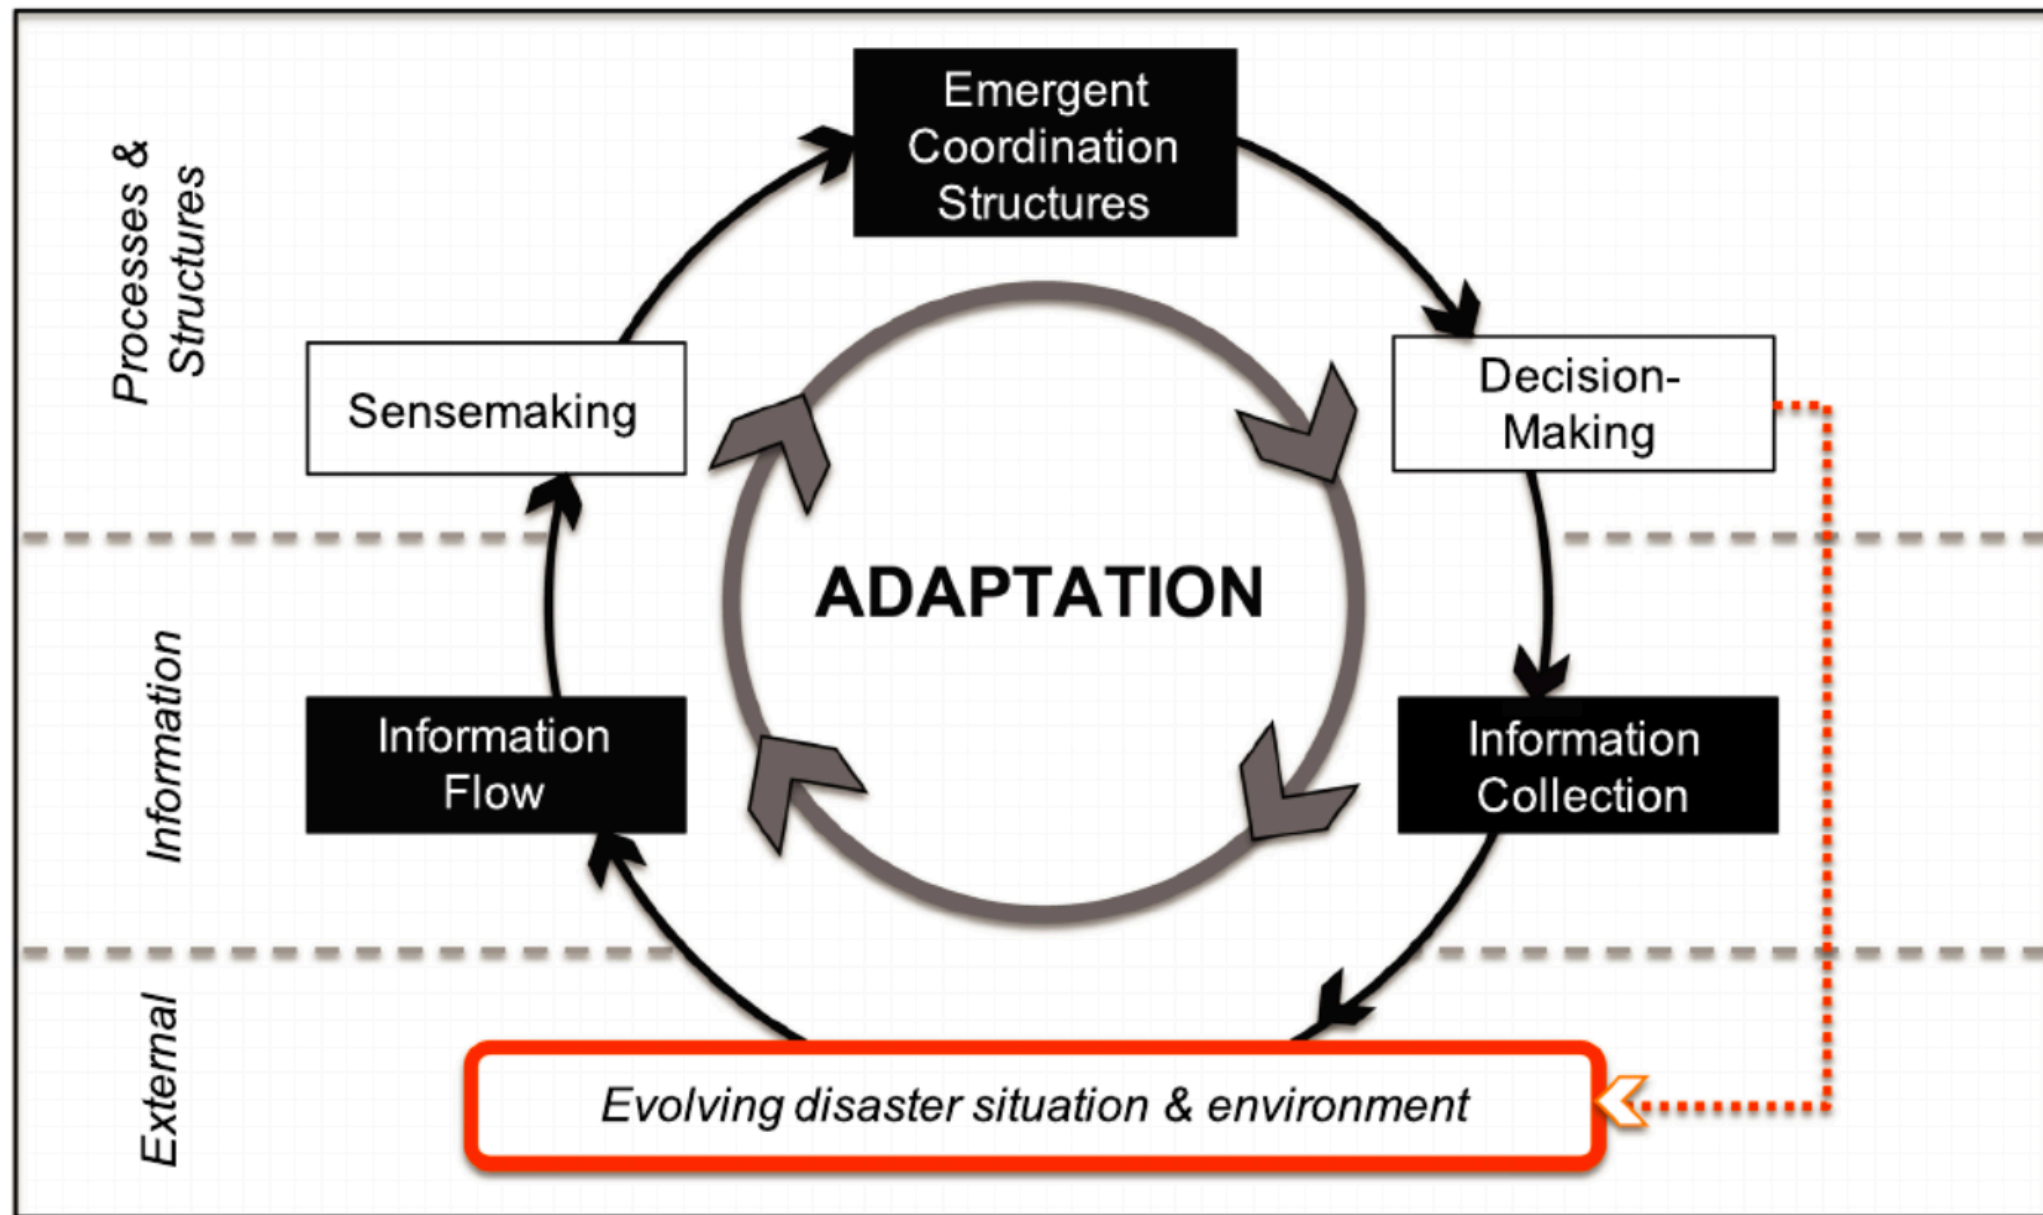 Emergent
Coordination
Structures
Processes &
Structures
Sensemaking
Decision-
Making
ADAPTATION
Information
Information
Flow
Information
Collection
External
Evolving disaster situation & environment